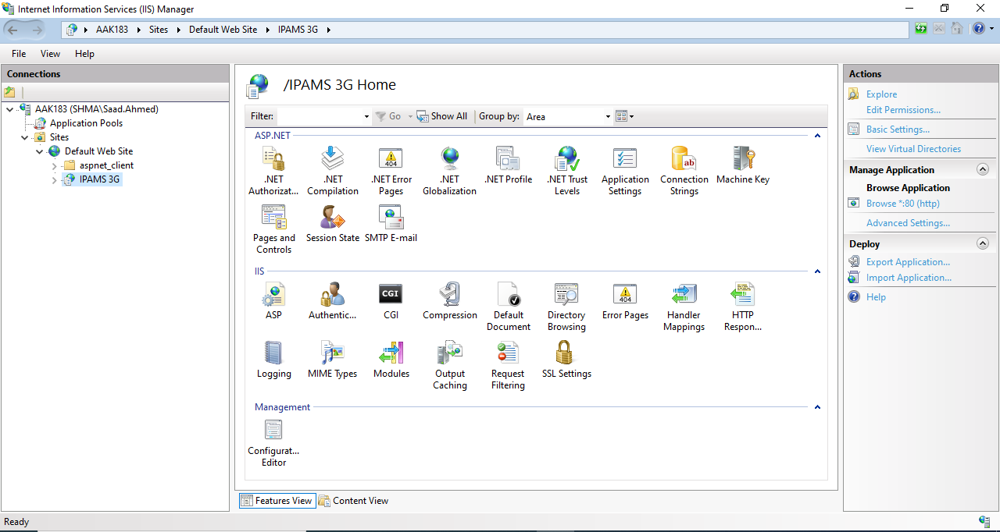 Internet Information Services (IIS) Manager
AAK183 Sites Default Web Site IPAMS 3G
File View Help
Connections
AAK183 (SHMA\Saad.Ahmed)
Application Pools
Sites
Default Web Site
aspnet_client
IPAMS 3G
/IPAMS 3G Home
Filter: Go Show All Group by: Area
ASP.NET
.NET Authorizat...
.NET Compilation
.NET Error Pages
.NET Globalization
.NET Profile
.NET Trust Levels
Application Settings
Connection Strings
Machine Key
Pages and Controls
Session State
SMTP E-mail
IIS
ASP
Authentic...
CGI
CGI
Compression
Default Document
Directory Browsing
404
Error Pages
Handler Mappings
HTTP Respon...
Logging
MIME Types
Modules
Output Caching
Request Filtering
SSL Settings
Management
Configurat... Editor
Features View Content View
Actions
Explore
Edit Permissions...
Basic Settings...
View Virtual Directories
Manage Application
Browse Application
Browse *:80 (http)
Advanced Settings...
Deploy
Export Application...
Import Application...
Help
Ready